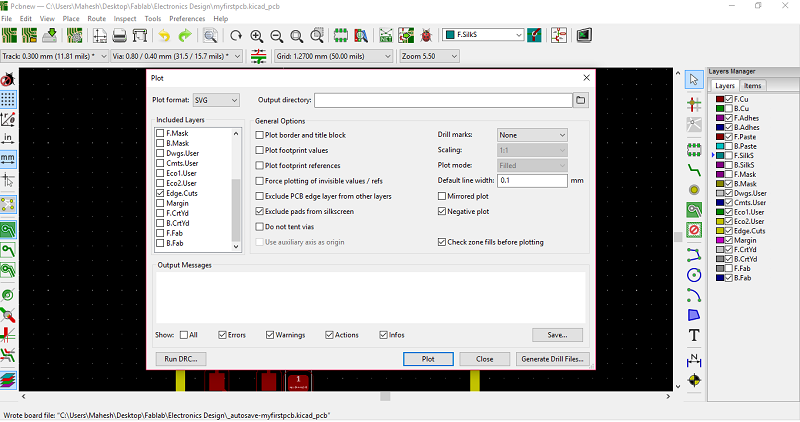 Pcbnew — C:\Users\Mahesh\Desktop\Fablab\Electronics Design\myfirstpcb.kicad_pcb
File Edit View Place Route Inspect Tools Preferences Help
F.SilkS
Track: 0.300 mm (11.81 mils) *
Via: 0.80 / 0.40 mm (31.5 / 15.7 mils) *
Grid: 1.2700 mm (50.00 mils)
Zoom 5.50
Plot
Plot format: SVG
Output directory:
Included Layers
F.Mask
B.Mask
Dwgs.User
Cmts.User
Eco1.User
Eco2.User
Edge.Cuts
Margin
F.CrtYd
B.CrtYd
F.Fab
B.Fab
General Options
Plot border and title block
Plot footprint values
Plot footprint references
Force plotting of invisible values / refs
Exclude PCB edge layer from other layers
Exclude pads from silkscreen
Do not tent vias
Use auxiliary axis as origin
Drill marks: None
Scaling: 1:1
Plot mode: Filled
Default line width: 0.1 mm
Mirrored plot
Negative plot
Check zone fills before plotting
Output Messages
Show: All Errors Warnings Actions Infos Save...
Run DRC... Plot Close Generate Drill Files...
1
in
mm
Layers Manager
Layers Items
F.Cu
B.Cu
F.Adhes
B.Adhes
F.Paste
B.Paste
F.SilkS
B.SilkS
F.Mask
B.Mask
Dwgs.User
Cmts.User
Eco1.User
Eco2.User
Edge.Cuts
Margin
F.CrtYd
B.CrtYd
F.Fab
B.Fab
T
N
Wrote board file: "C:\Users\Mahesh\Desktop\Fablab\Electronics Design\_autosave-myfirstpcb.kicad_pcb"